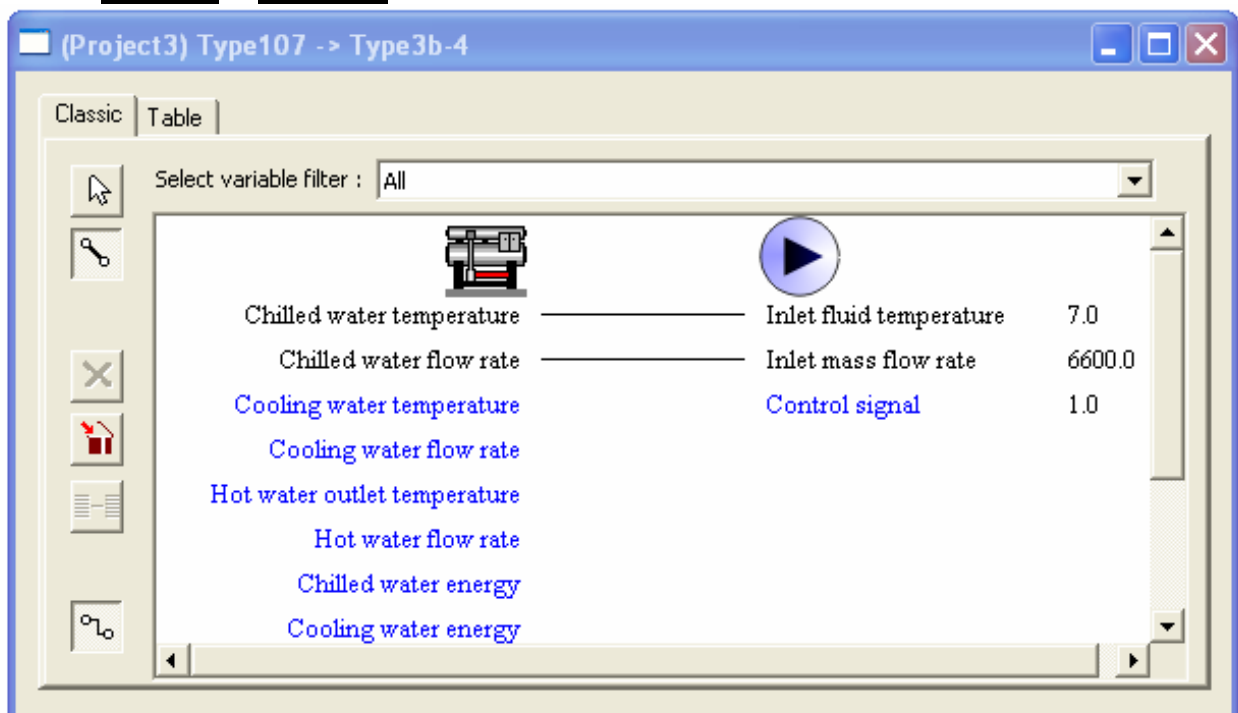 (Project3) Type107 -> Type3b-4
Classic Table
Select variable filter : All
Chilled water temperature Inlet fluid temperature 7.0
Chilled water flow rate Inlet mass flow rate 6600.0
Cooling water temperature Control signal 1.0
Cooling water flow rate
Hot water outlet temperature
Hot water flow rate
Chilled water energy
Cooling water energy